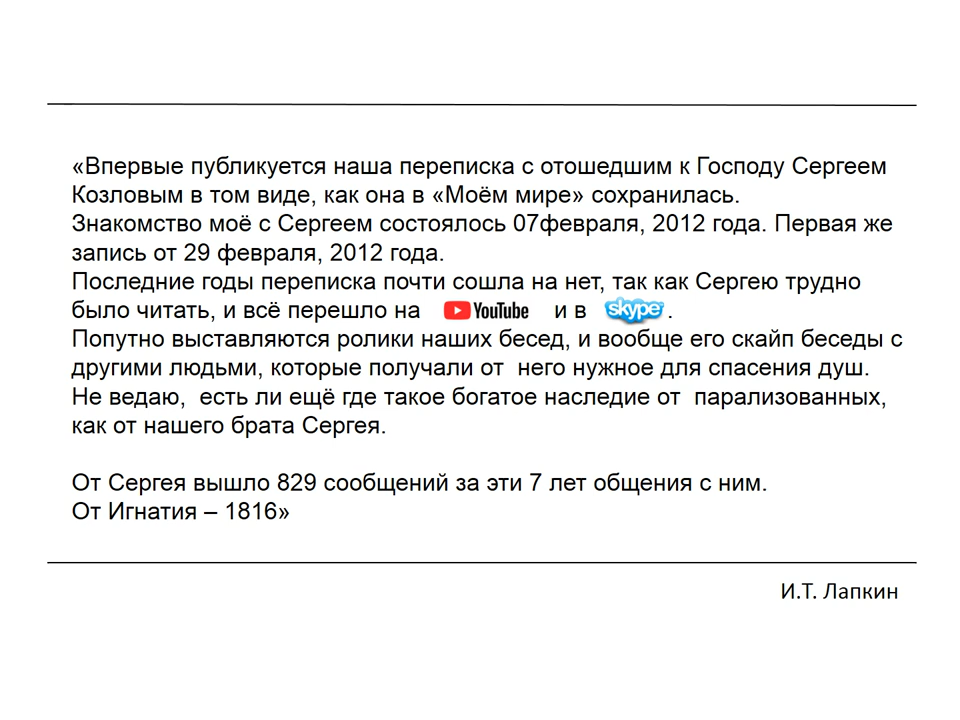 «Впервые публикуется наша переписка с отошедшим к Господу Сергеем
Козловым в том виде, как она в «Моём мире» сохранилась.
Знакомство моё с Сергеем состоялось 07февраля, 2012 года. Первая же
запись от 29 февраля, 2012 года.
Последние годы переписка почти сошла на нет, так как Сергею трудно
было читать, и всё перешло на YouTube и в skype.
Попутно выставляются ролики наших бесед, и вообще его скайп беседы с
другими людьми, которые получали от него нужное для спасения душ.
Не ведаю, есть ли ещё где такое богатое наследие от парализованных,
как от нашего брата Сергея.
От Сергея вышло 829 сообщений за эти 7 лет общения с ним.
От Игнатия – 1816»
И.Т. Лапкин